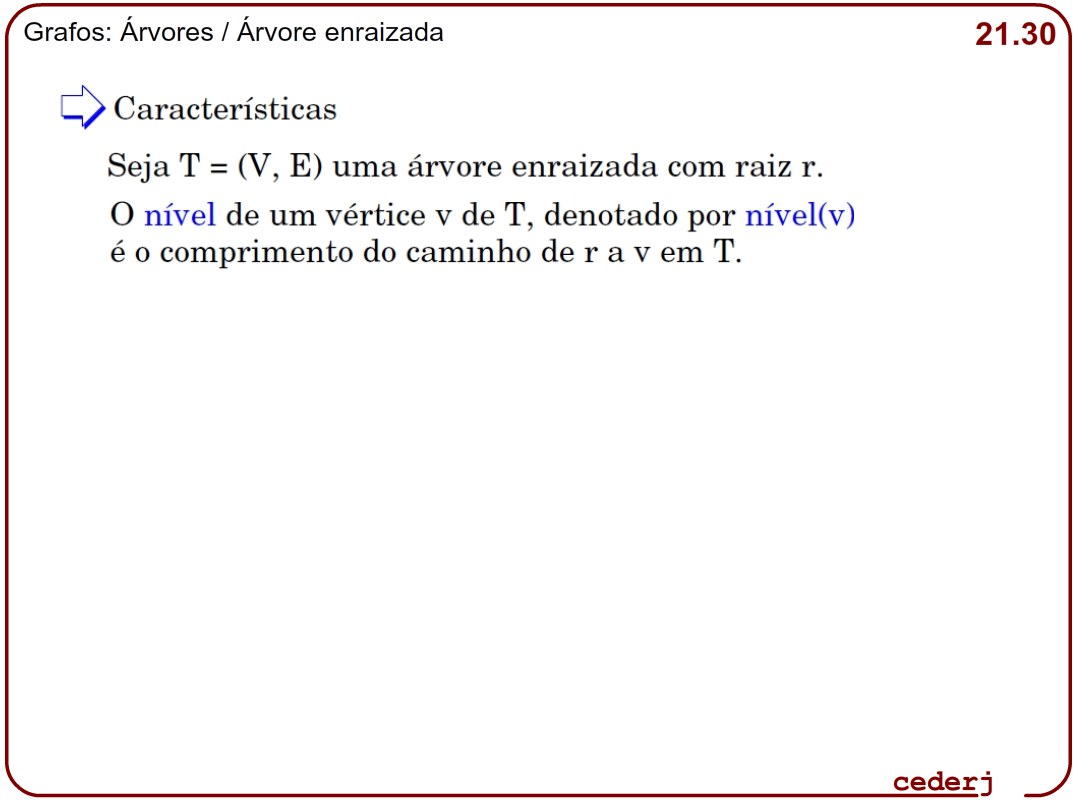 Grafos: Árvores / Árvore enraizada
21.30
Características
Seja T = (V, E) uma árvore enraizada com raiz r.
O nível de um vértice v de T, denotado por nível(v)
é o comprimento do caminho de r a v em T.
cederj